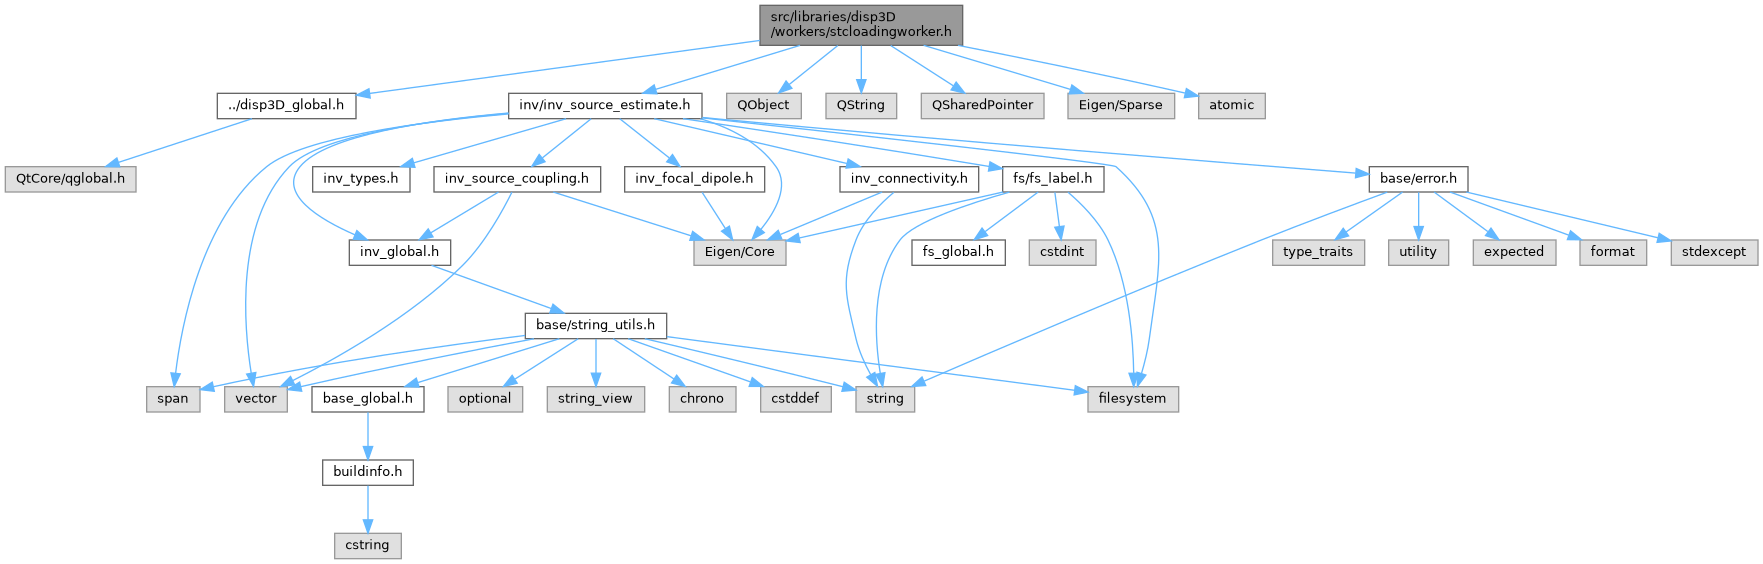 src/libraries/disp3D
/workers/stcloadingworker.h
../disp3D_global.h
inv/inv_source_estimate.h
QObject
QString
QSharedPointer
Eigen/Sparse
atomic
QtCore/qglobal.h
inv_types.h
inv_source_coupling.h
inv_focal_dipole.h
inv_connectivity.h
fs/fs_label.h
base/error.h
inv_global.h
Eigen/Core
fs_global.h
cstdint
type_traits
utility
expected
format
stdexcept
base/string_utils.h
span
vector
base_global.h
optional
string_view
chrono
cstddef
string
filesystem
buildinfo.h
cstring